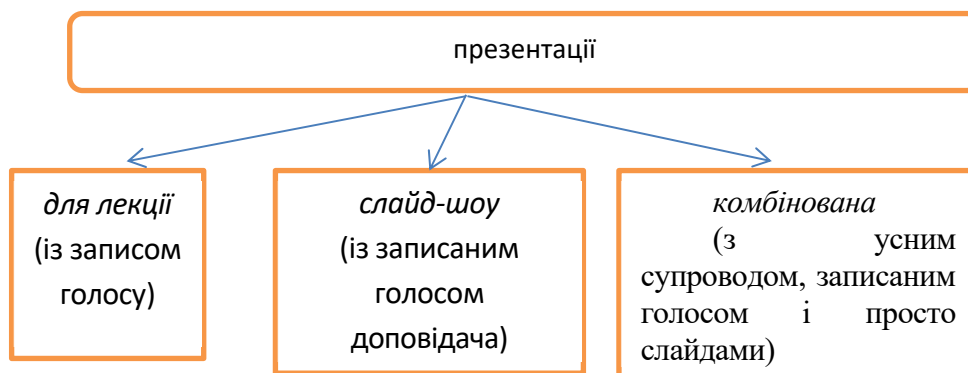 презентації
для лекції
(із записом
голосу)
слайд-шоу
(із записаним
голосом
доповідача)
комбінована
(з усним
супроводом, записаним
голосом і просто
слайдами)